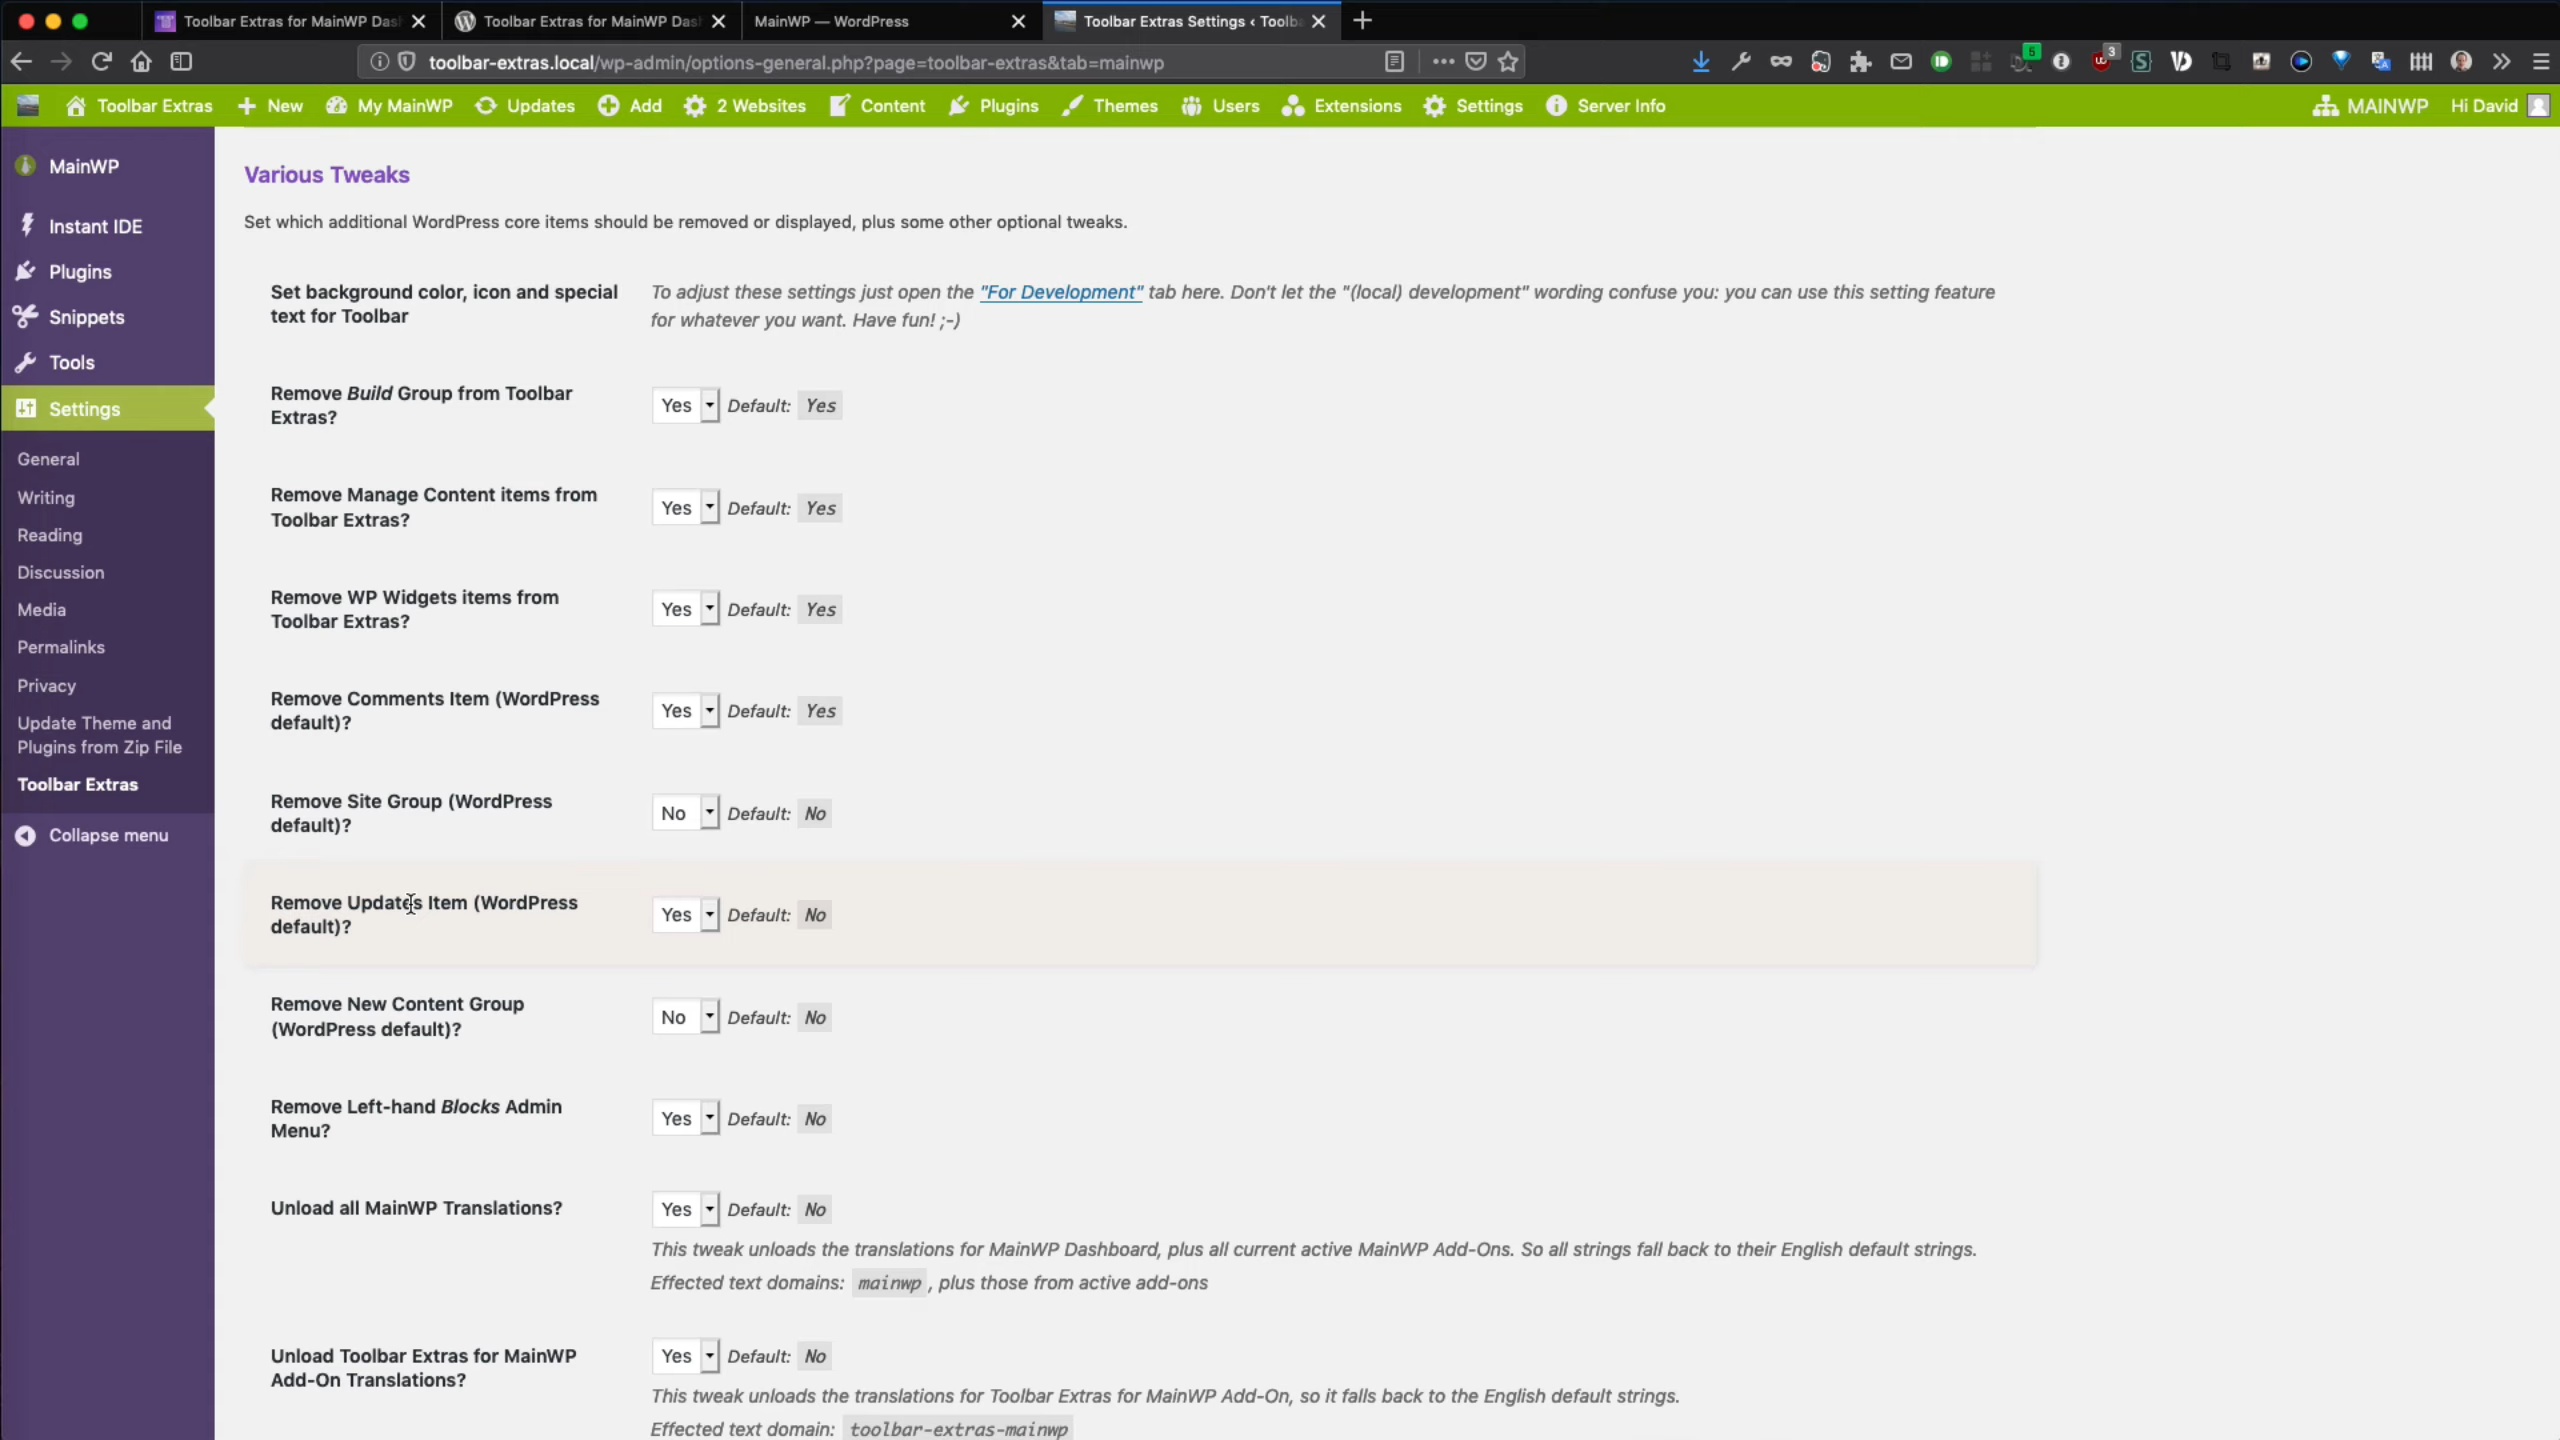 Toolbar Extras for MainWP Das
Toolbar Extras for MainWP Das
MainWP — WordPress
Toolbar Extras Settings ‹ Toolba
toolbar-extras.local/wp-admin/options-general.php?page=toolbar-extras&tab=mainwp
5
3
Toolbar Extras
New
My MainWP
Updates
Add
2 Websites
Content
Plugins
Themes
Users
Extensions
Settings
Server Info
MAINWP
Hi David
MainWP
Instant IDE
Plugins
Snippets
Tools
Settings
General
Writing
Reading
Discussion
Media
Permalinks
Privacy
Update Theme and
Plugins from Zip File
Toolbar Extras
Collapse menu
Various Tweaks
Set which additional WordPress core items should be removed or displayed, plus some other optional tweaks.
Set background color, icon and special
text for Toolbar
To adjust these settings just open the "For Development" tab here. Don't let the "(local) development" wording confuse you: you can use this setting feature
for whatever you want. Have fun! ;-)
Remove Build Group from Toolbar
Extras?
Yes Default: Yes
Remove Manage Content items from
Toolbar Extras?
Yes Default: Yes
Remove WP Widgets items from
Toolbar Extras?
Yes Default: Yes
Remove Comments Item (WordPress
default)?
Yes Default: Yes
Remove Site Group (WordPress
default)?
No Default: No
Remove Updates Item (WordPress
default)?
Yes Default: No
Remove New Content Group
(WordPress default)?
No Default: No
Remove Left-hand Blocks Admin
Menu?
Yes Default: No
Unload all MainWP Translations?
Yes Default: No
This tweak unloads the translations for MainWP Dashboard, plus all current active MainWP Add-Ons. So all strings fall back to their English default strings.
Effected text domains: mainwp , plus those from active add-ons
Unload Toolbar Extras for MainWP
Add-On Translations?
Yes Default: No
This tweak unloads the translations for Toolbar Extras for MainWP Add-On, so it falls back to the English default strings.
Effected text domain: toolbar-extras-mainwp